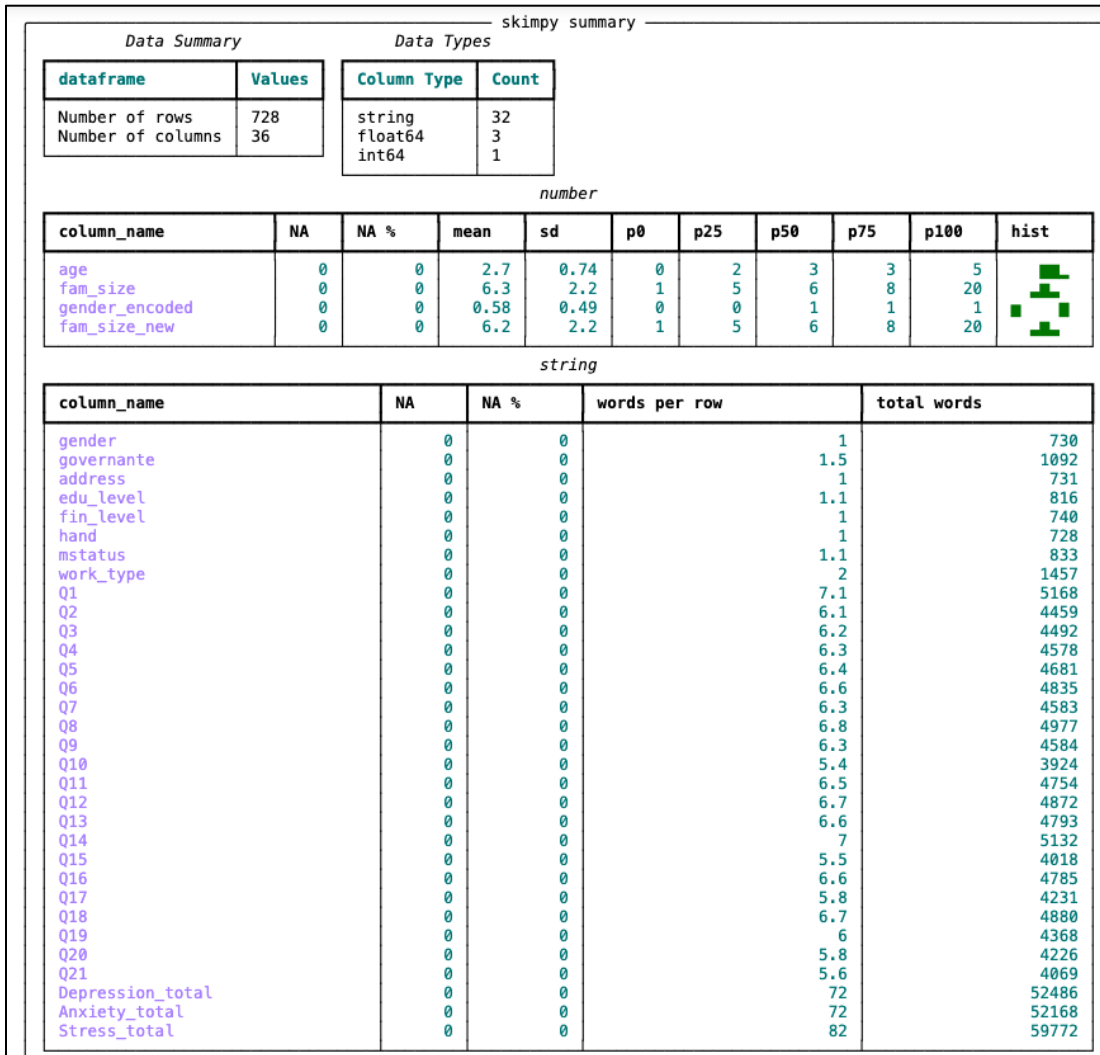 skimpy summary
Data Summary Data Types
dataframe Values Column Type Count
Number of rows 728 string 32
Number of columns 36 float64 3
int64 1
number
column_name NA NA % mean sd p0 p25 p50 p75 p100 hist
age 0 0 2.7 0.74 0 2 3 3 5
fam_size 0 0 6.3 2.2 1 5 6 8 20
gender_encoded 0 0 0.58 0.49 0 0 1 1 1
fam_size_new 0 0 6.2 2.2 1 5 6 8 20
string
column_name NA NA % words per row total words
gender 0 0 1 730
governante 0 0 1.5 1092
address 0 0 1 731
edu_level 0 0 1.1 816
fin_level 0 0 1 740
hand 0 0 1 728
mstatus 0 0 1.1 833
work_type 0 0 2 1457
Q1 0 0 7.1 5168
Q2 0 0 6.1 4459
Q3 0 0 6.2 4492
Q4 0 0 6.3 4578
Q5 0 0 6.4 4681
Q6 0 0 6.6 4835
Q7 0 0 6.3 4583
Q8 0 0 6.8 4977
Q9 0 0 6.3 4584
Q10 0 0 5.4 3924
Q11 0 0 6.5 4754
Q12 0 0 6.7 4872
Q13 0 0 6.6 4793
Q14 0 0 7 5132
Q15 0 0 5.5 4018
Q16 0 0 6.6 4785
Q17 0 0 5.8 4231
Q18 0 0 6.7 4880
Q19 0 0 6 4368
Q20 0 0 5.8 4226
Q21 0 0 5.6 4069
Depression_total 0 0 72 52486
Anxiety_total 0 0 72 52168
Stress_total 0 0 82 59772